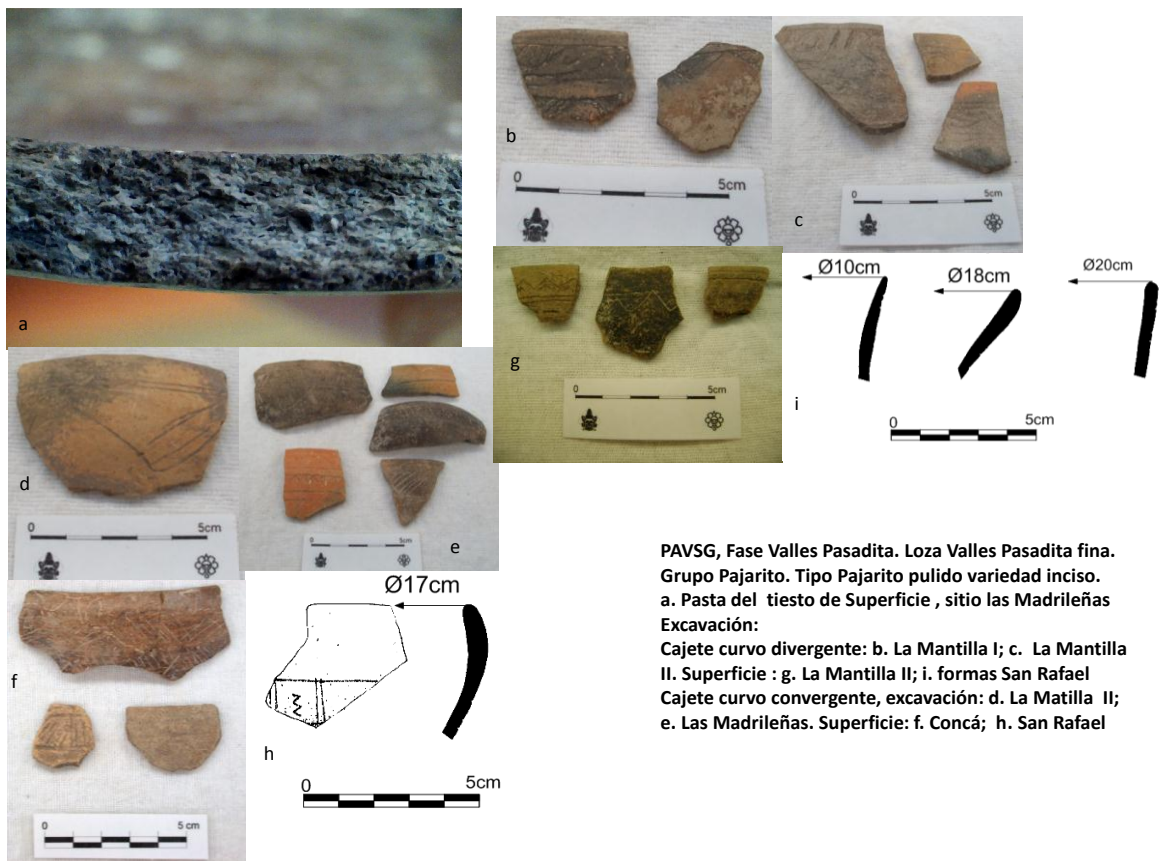 a
b
0 5cm
c
0 5cm
g
0 5cm
Ø10cm
Ø18cm
Ø20cm
i
0 5cm
d
0 5cm
e
0 5cm
f
0 5 cm
Ø17cm
h
0 5cm
PAVSG, Fase Valles Pasadita. Loza Valles Pasadita fina.
Grupo Pajarito. Tipo Pajarito pulido variedad inciso.
a. Pasta del tiesto de Superficie , sitio las Madrileñas
Excavación:
Cajete curvo divergente: b. La Mantilla I; c. La Mantilla
II. Superficie : g. La Mantilla II; i. formas San Rafael
Cajete curvo convergente, excavación: d. La Matilla II;
e. Las Madrileñas. Superficie: f. Concá; h. San Rafael